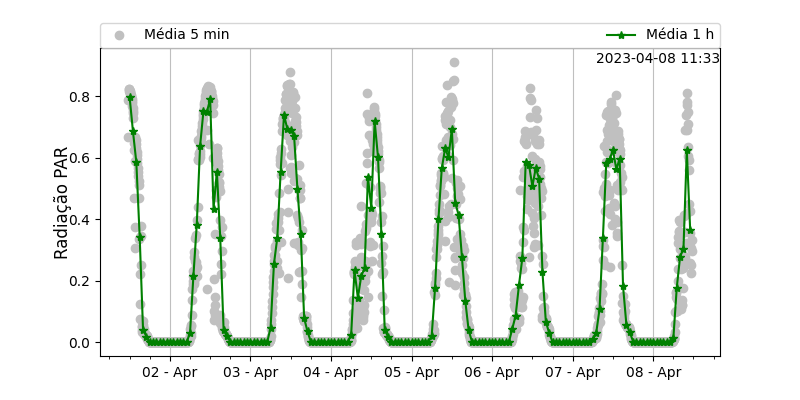 Média 5 min
Média 1 h
2023-04-08 11:33
Radiação PAR
0.8
0.6
0.4
0.2
0.0
02 - Apr
03 - Apr
04 - Apr
05 - Apr
06 - Apr
07 - Apr
08 - Apr